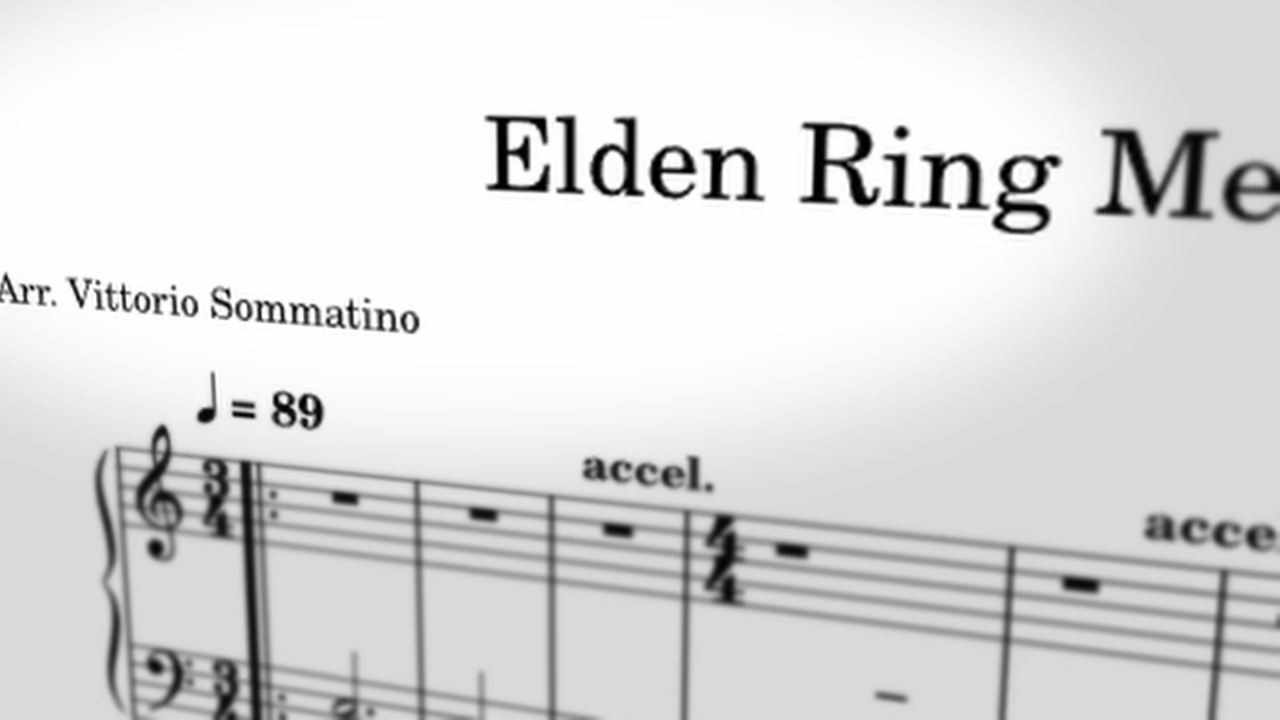 Elden Ring Me
Arr. Vittorio Sommatino
= 89
accel.
acce